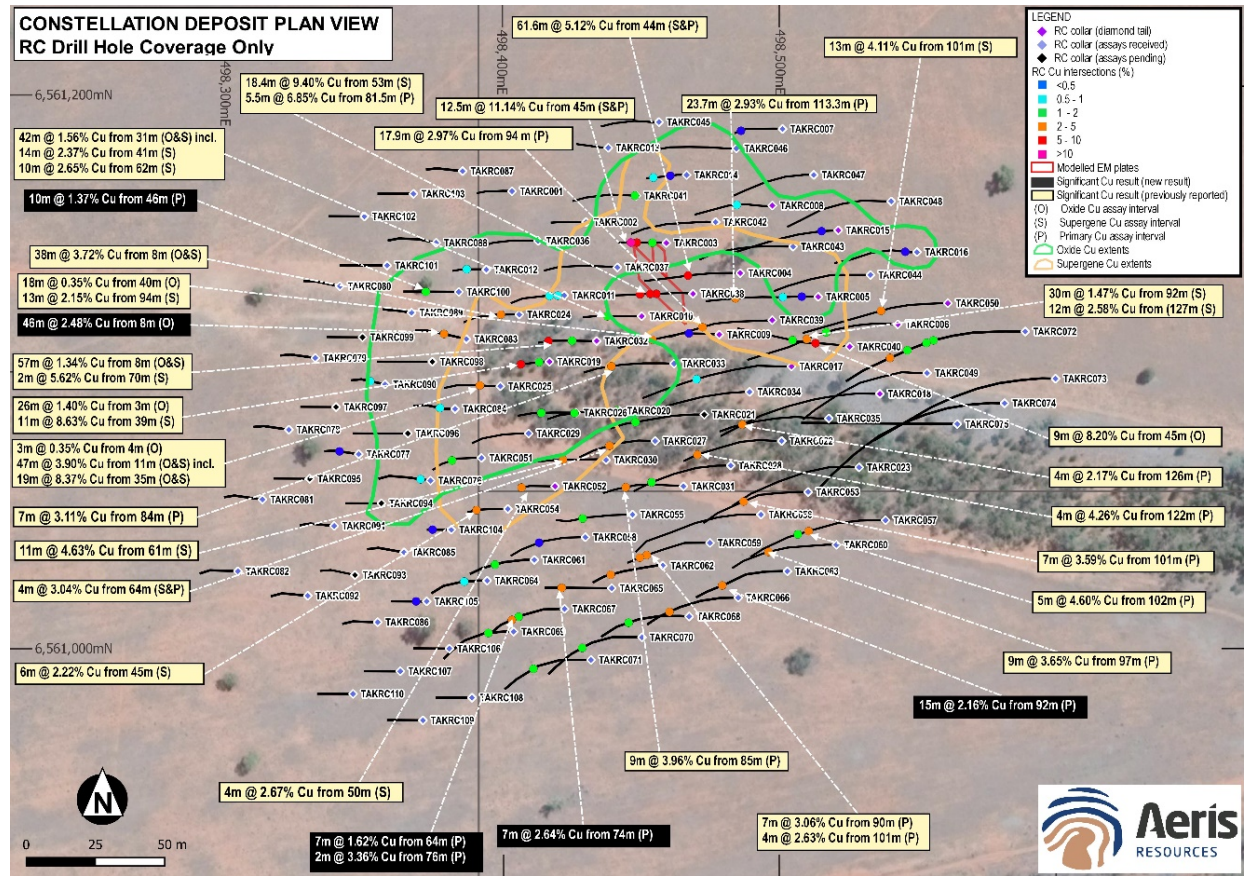 CONSTELLATION DEPOSIT PLAN VIEW
RC Drill Hole Coverage Only
61.6m @ 5.12% Cu from 44m (S&P)
13m @ 4.11% Cu from 101m (S)
18.4m @ 9.40% Cu from 53m (S)
5.5m @ 6.85% Cu from 81.5m (P)
12.5m @ 11.14% Cu from 45m (S&P)
23.7m @ 2.93% Cu from 113.3m (P)
17.9m @ 2.97% Cu from 94 m (P)
498,300mE
498,400mE
498,500mE
6,561,200mN
6,561,000mN
LEGEND
RC collar (diamond tail)
RC collar (assays received)
RC collar (assays pending)
RC Cu intersections (%)
<0.5
0.5 - 1
1 - 2
2 - 5
5 - 10
>10
Modelled EM plates
Significant Cu result (new result)
Significant Cu result (previously reported)
(O) Oxide Cu assay interval
(S) Supergene Cu assay interval
(P) Primary Cu assay interval
Oxide Cu extents
Supergene Cu extents
42m @ 1.56% Cu from 31m (O&S) incl.
14m @ 2.37% Cu from 41m (S)
10m @ 2.65% Cu from 62m (S)
10m @ 1.37% Cu from 46m (P)
38m @ 3.72% Cu from 8m (O&S)
18m @ 0.35% Cu from 40m (O)
13m @ 2.15% Cu from 94m (S)
46m @ 2.48% Cu from 8m (O)
57m @ 1.34% Cu from 8m (O&S)
2m @ 5.62% Cu from 70m (S)
26m @ 1.40% Cu from 3m (O)
11m @ 8.63% Cu from 39m (S)
3m @ 0.35% Cu from 4m (O)
47m @ 3.90% Cu from 11m (O&S) incl.
19m @ 8.37% Cu from 35m (O&S)
7m @ 3.11% Cu from 84m (P)
11m @ 4.63% Cu from 61m (S)
4m @ 3.04% Cu from 64m (S&P)
6m @ 2.22% Cu from 45m (S)
30m @ 1.47% Cu from 92m (S)
12m @ 2.58% Cu from (127m (S)
9m @ 8.20% Cu from 45m (O)
4m @ 2.17% Cu from 126m (P)
4m @ 4.26% Cu from 122m (P)
7m @ 3.59% Cu from 101m (P)
5m @ 4.60% Cu from 102m (P)
9m @ 3.65% Cu from 97m (P)
15m @ 2.16% Cu from 92m (P)
9m @ 3.96% Cu from 85m (P)
7m @ 3.06% Cu from 90m (P)
4m @ 2.63% Cu from 101m (P)
4m @ 2.67% Cu from 50m (S)
7m @ 1.62% Cu from 64m (P)
2m @ 3.36% Cu from 76m (P)
7m @ 2.64% Cu from 74m (P)
TAKRC045
TAKRC007
TAKRC013
TAKRC046
TAKRC087
TAKRC014
TAKRC047
TAKRC103
TAKRC001
TAKRC041
TAKRC008
TAKRC048
TAKRC102
TAKRC002
TAKRC042
TAKRC015
TAKRC088
TAKRC036
TAKRC003
TAKRC043
TAKRC016
TAKRC101
TAKRC012
TAKRC037
TAKRC004
TAKRC044
TAKRC080
TAKRC100
TAKRC011
TAKRC038
TAKRC005
TAKRC050
TAKRC024
TAKRC010
TAKRC039
TAKRC006
TAKRC072
TAKRC099
TAKRC083
TAKRC032
TAKRC009
TAKRC040
TAKRC079
TAKRC098
TAKRC019
TAKRC033
TAKRC017
TAKRC049
TAKRC073
TAKRC090
TAKRC025
TAKRC034
TAKRC018
TAKRC074
TAKRC097
TAKRC026
TAKRC020
TAKRC021
TAKRC035
TAKRC075
TAKRC096
TAKRC029
TAKRC027
TAKRC022
TAKRC077
TAKRC051
TAKRC030
TAKRC028
TAKRC023
TAKRC095
TAKRC052
TAKRC031
TAKRC053
TAKRC081
TAKRC094
TAKRC054
TAKRC055
TAKRC057
TAKRC104
TAKRC085
TAKRC061
TAKRC059
TAKRC060
TAKRC082
TAKRC093
TAKRC064
TAKRC062
TAKRC092
TAKRC105
TAKRC065
TAKRC066
TAKRC086
TAKRC067
TAKRC068
TAKRC069
TAKRC070
TAKRC106
TAKRC071
TAKRC107
TAKRC110
TAKRC108
TAKRC109
N
0 25 50 m
Aeris
RESOURCES